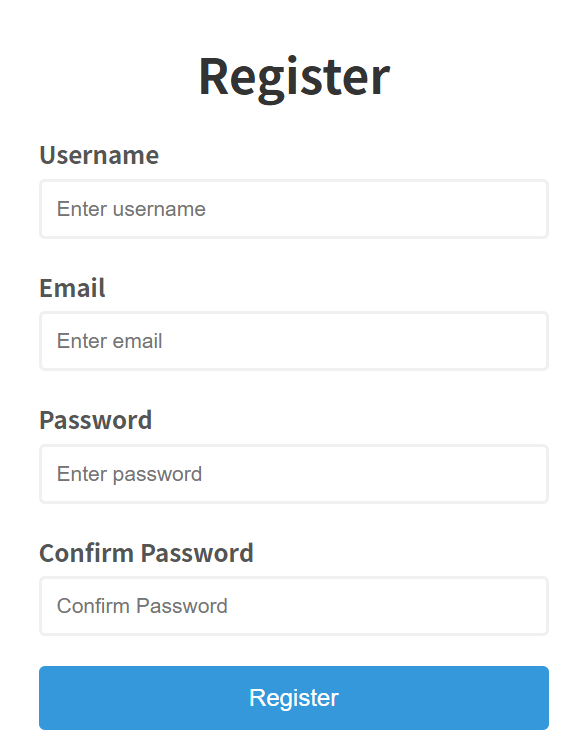 Register
Username
Enter username
Email
Enter email
Password
Enter password
Confirm Password
Confirm Password
Register